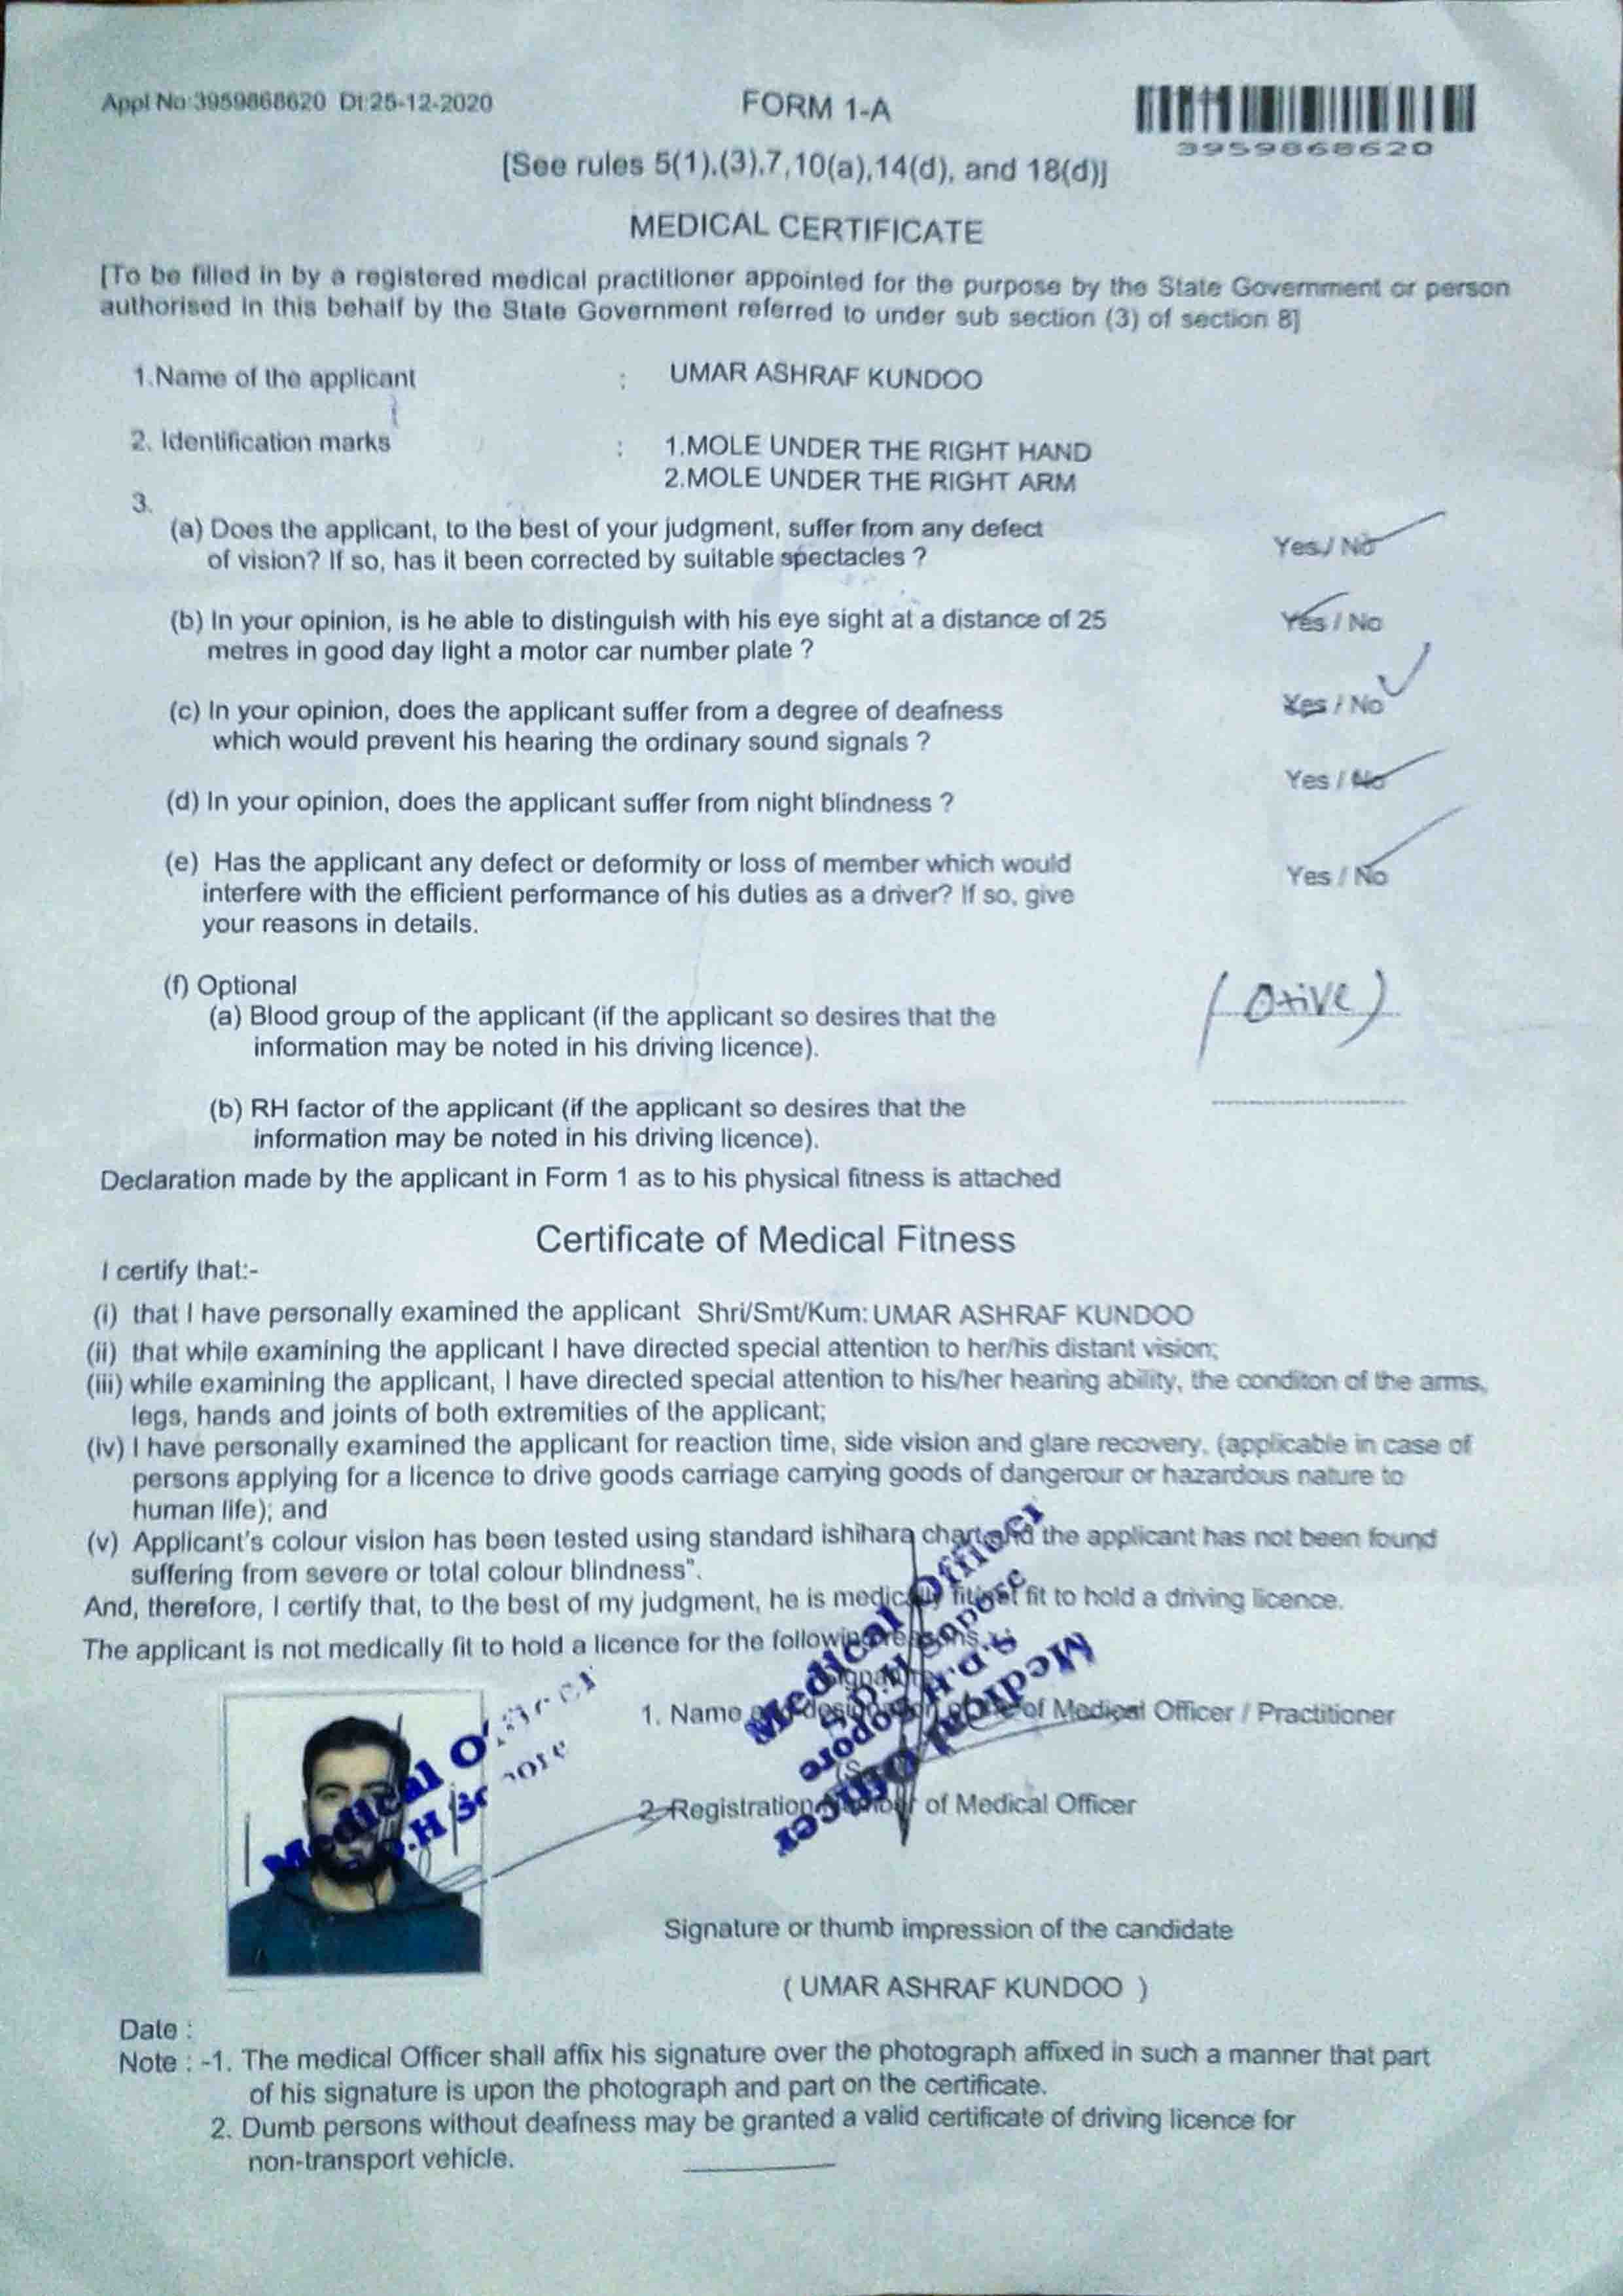 Appl No:3959868620 Dt:25-12-2020
FORM 1-A
3959868620
[See rules 5(1).(3).7,10(a),14(d), and 18(d)]
MEDICAL CERTIFICATE
[To be filled in by a registered medical practitioner appointed for the purpose by the State Government or person
authorised in this behalf by the State Government referred to under sub section (3) of section 8]
1.Name of the applicant : UMAR ASHRAF KUNDOO
2. Identification marks : 1.MOLE UNDER THE RIGHT HAND
2.MOLE UNDER THE RIGHT ARM
3.
(a) Does the applicant, to the best of your judgment, suffer from any defect
of vision? If so, has it been corrected by suitable spectacles ? Yes / No
(b) In your opinion, is he able to distinguish with his eye sight at a distance of 25 Yes / No
metres in good day light a motor car number plate ?
(c) In your opinion, does the applicant suffer from a degree of deafness Yes / No
which would prevent his hearing the ordinary sound signals ?
(d) In your opinion, does the applicant suffer from night blindness ? Yes / No
(e) Has the applicant any defect or deformity or loss of member which would Yes / No
interfere with the efficient performance of his duties as a driver? If so, give
your reasons in details.
(f) Optional
(a) Blood group of the applicant (if the applicant so desires that the (O+ive)
information may be noted in his driving licence).
(b) RH factor of the applicant (if the applicant so desires that the
information may be noted in his driving licence).
Declaration made by the applicant in Form 1 as to his physical fitness is attached
Certificate of Medical Fitness
I certify that:-
(i) that I have personally examined the applicant Shri/Smt/Kum: UMAR ASHRAF KUNDOO
(ii) that while examining the applicant I have directed special attention to her/his distant vision;
(iii) while examining the applicant, I have directed special attention to his/her hearing ability, the conditon of the arms,
legs, hands and joints of both extremities of the applicant;
(iv) I have personally examined the applicant for reaction time, side vision and glare recovery, (applicable in case of
persons applying for a licence to drive goods carriage carrying goods of dangerour or hazardous nature to
human life); and
(v) Applicant's colour vision has been tested using standard ishihara chart and the applicant has not been found
suffering from severe or total colour blindness".
And, therefore, I certify that, to the best of my judgment, he is medically fit/not fit to hold a driving licence.
The applicant is not medically fit to hold a licence for the following reasons
Medical Officer
S.D.H Sopore
Medical Officer
S.D.H Sopore
Medical Officer
Sopore
1. Name and designation of Medical Officer / Practitioner
2. Registration Number of Medical Officer
Signature or thumb impression of the candidate
( UMAR ASHRAF KUNDOO )
Date :
Note : -1. The medical Officer shall affix his signature over the photograph affixed in such a manner that part
of his signature is upon the photograph and part on the certificate.
2. Dumb persons without deafness may be granted a valid certificate of driving licence for
non-transport vehicle.